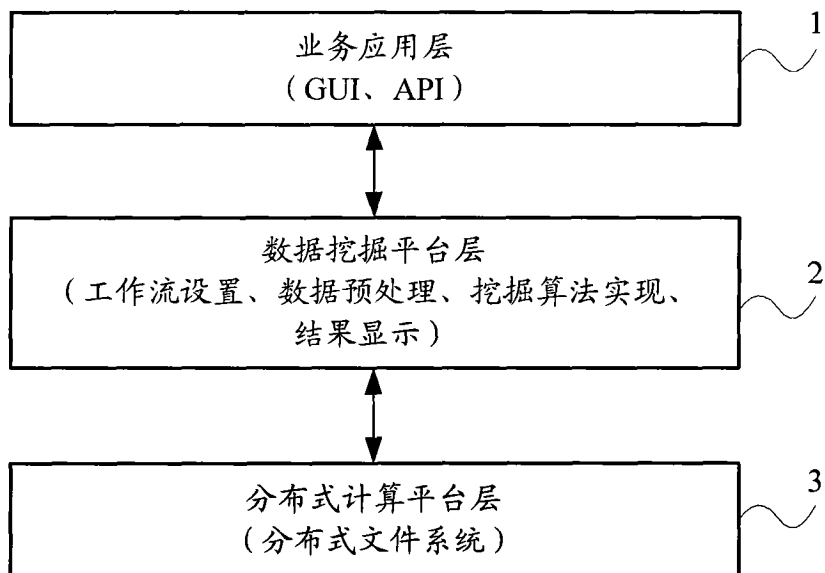 业务应用层
（GUI、API）
1
数据挖掘平台层
（工作流设置、数据预处理、挖掘算法实现、
结果显示）
2
分布式计算平台层
（分布式文件系统）
3